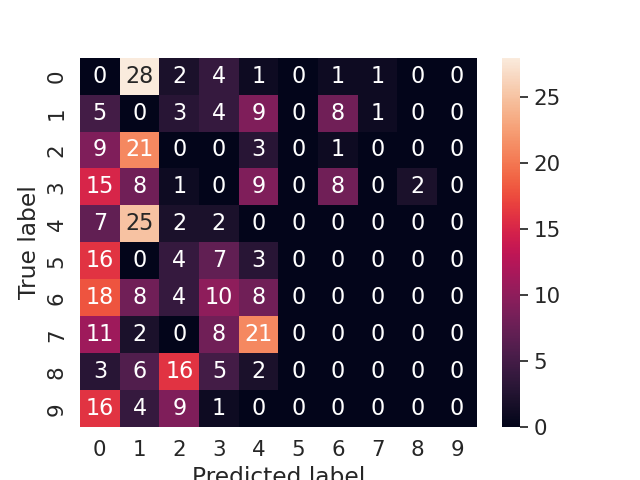 0 0 28 2 4 1 0 1 1 0 0
1 5 0 3 4 9 0 8 1 0 0
2 9 21 0 0 3 0 1 0 0 0
3 15 8 1 0 9 0 8 0 2 0
4 7 25 2 2 0 0 0 0 0 0
5 16 0 4 7 3 0 0 0 0 0
6 18 8 4 10 8 0 0 0 0 0
7 11 2 0 8 21 0 0 0 0 0
8 3 6 16 5 2 0 0 0 0 0
9 16 4 9 1 0 0 0 0 0 0
0 1 2 3 4 5 6 7 8 9
Predicted label
True label
25
20
15
10
5
0